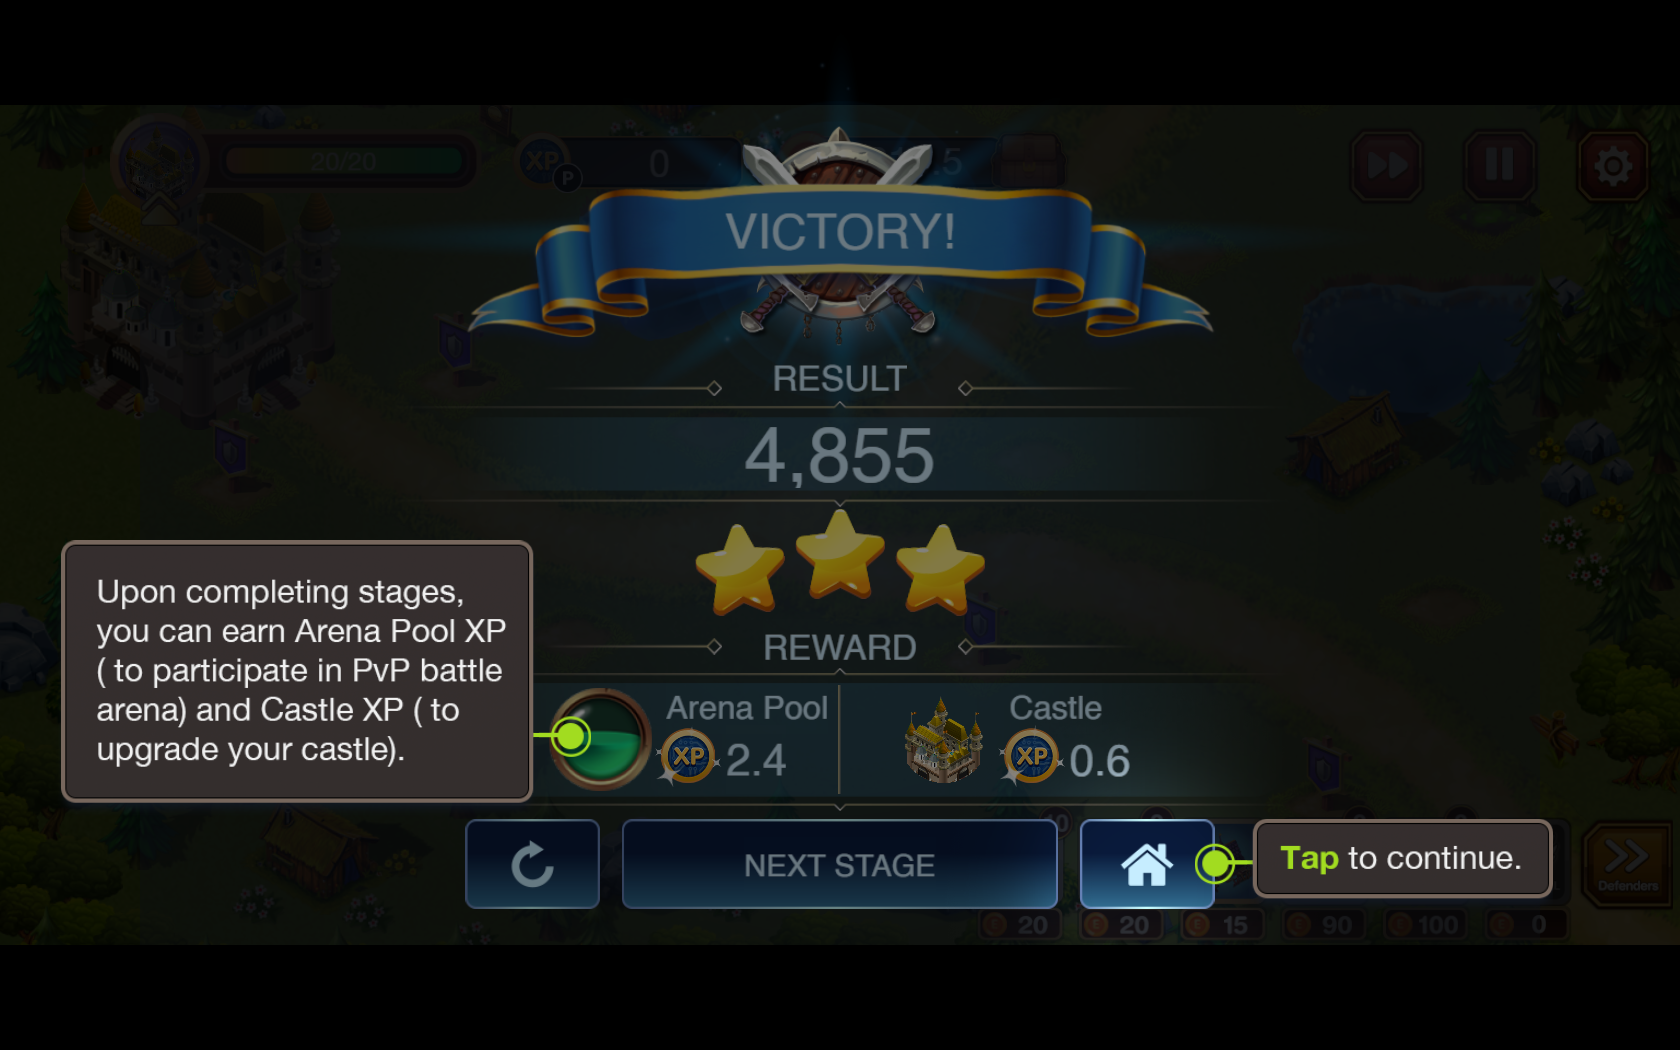 20/20
XP
P
0
.5
VICTORY!
RESULT
4,855
Upon completing stages,
you can earn Arena Pool XP
( to participate in PvP battle
arena) and Castle XP ( to
upgrade your castle).
REWARD
Arena Pool
XP 2.4
Castle
XP 0.6
NEXT STAGE
Tap to continue.
Defenders
20
20
15
90
100
0